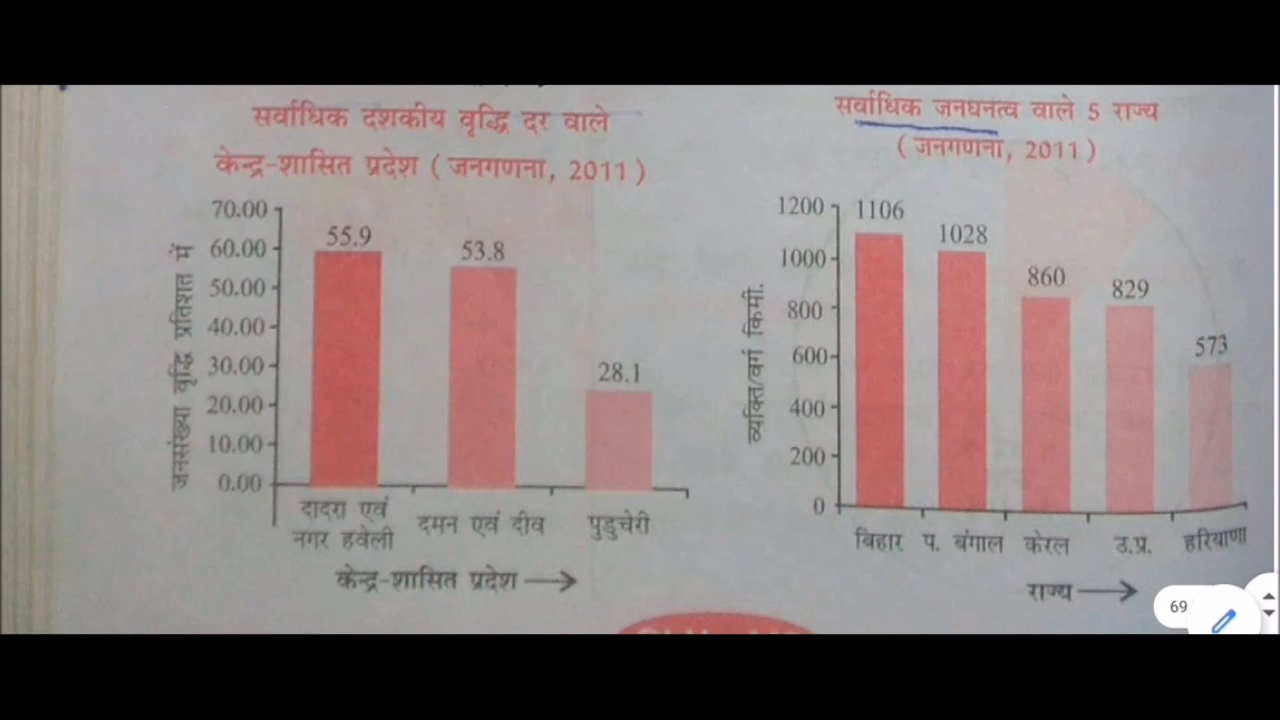 सर्वाधिक दशकीय वृद्धि दर वाले
केन्द्र-शासित प्रदेश ( जनगणना, 2011 )
जनसंख्या वृद्धि प्रतिशत में
70.00
60.00
50.00
40.00
30.00
20.00
10.00
0.00
55.9
53.8
28.1
दादरा एवं
नगर हवेली
दमन एवं दीव
पुडुचेरी
केन्द्र-शासित प्रदेश
सर्वाधिक जनघनत्व वाले 5 राज्य
( जनगणना, 2011 )
व्यक्ति/वर्ग किमी.
1200
1000
800
600
400
200
0
1106
1028
860
829
573
बिहार
प. बंगाल
केरल
उ.प्र.
हरियाणा
राज्य
69